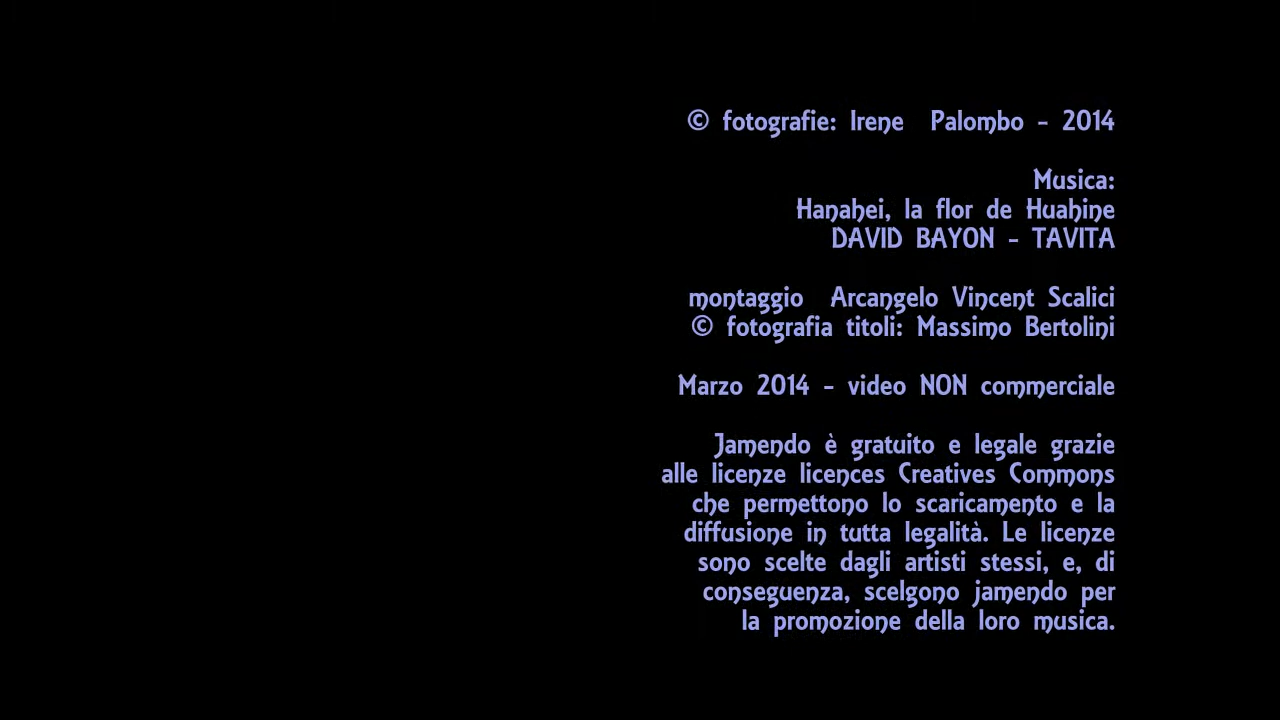 © fotografie: Irene Palombo - 2014
Musica:
Hanahei, la flor de Huahine
DAVID BAYON - TAVITA
montaggio Arcangelo Vincent Scalici
© fotografia titoli: Massimo Bertolini
Marzo 2014 - video NON commerciale
Jamendo è gratuito e legale grazie
alle licenze licences Creatives Commons
che permettono lo scaricamento e la
diffusione in tutta legalità. Le licenze
sono scelte dagli artisti stessi, e, di
conseguenza, scelgono jamendo per
la promozione della loro musica.